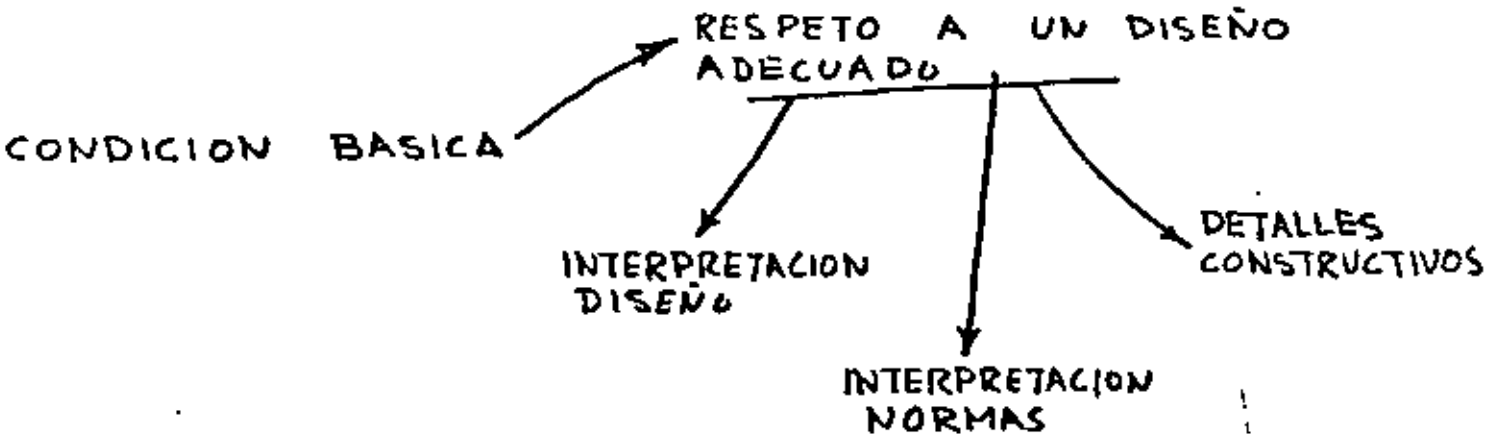 RESPETO A UN DISEÑO
ADECUADO
CONDICION BASICA
INTERPRETACION
DISEÑO
DETALLES
CONSTRUCTIVOS
INTERPRETACION
NORMAS